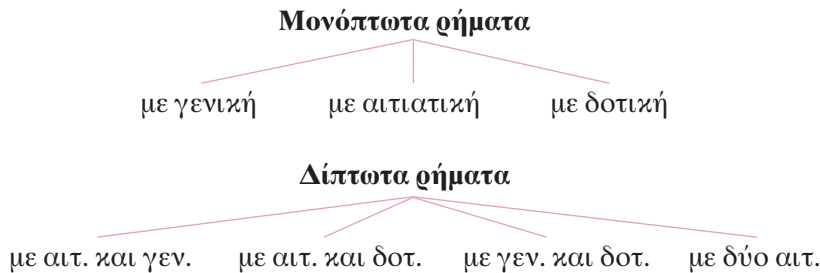 Μονόπτωτα ρήματα
με γενική με αιτιατική με δοτική
Δίπτωτα ρήματα
με αιτ. και γεν. με αιτ. και δοτ. με γεν. και δοτ. με δύο αιτ.